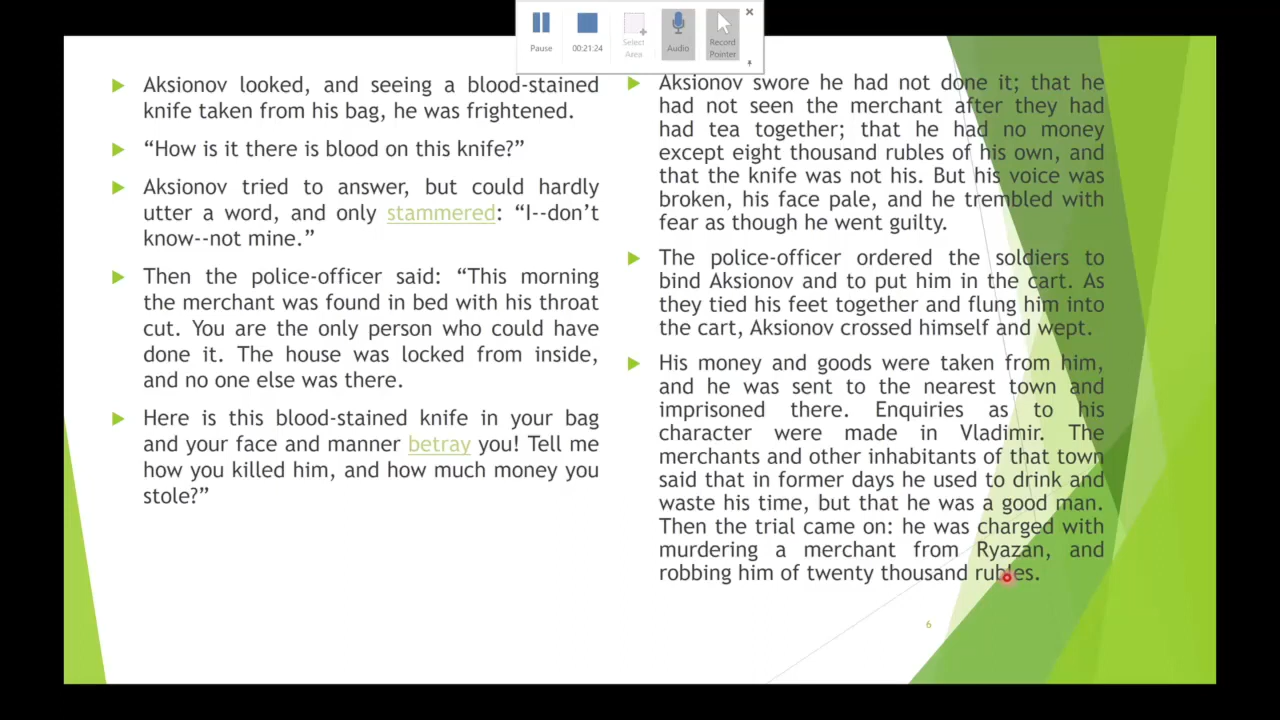 Pause
00:21:24
Select
Area
Audio
Record
Pointer
Aksionov looked, and seeing a blood-stained
knife taken from his bag, he was frightened.
“How is it there is blood on this knife?”
Aksionov tried to answer, but could hardly
utter a word, and only stammered: “I--don’t
know--not mine.”
Then the police-officer said: “This morning
the merchant was found in bed with his throat
cut. You are the only person who could have
done it. The house was locked from inside,
and no one else was there.
Here is this blood-stained knife in your bag
and your face and manner betray you! Tell me
how you killed him, and how much money you
stole?”
Aksionov swore he had not done it; that he
had not seen the merchant after they had
had tea together; that he had no money
except eight thousand rubles of his own, and
that the knife was not his. But his voice was
broken, his face pale, and he trembled with
fear as though he went guilty.
The police-officer ordered the soldiers to
bind Aksionov and to put him in the cart. As
they tied his feet together and flung him into
the cart, Aksionov crossed himself and wept.
His money and goods were taken from him,
and he was sent to the nearest town and
imprisoned there. Enquiries as to his
character were made in Vladimir. The
merchants and other inhabitants of that town
said that in former days he used to drink and
waste his time, but that he was a good man.
Then the trial came on: he was charged with
murdering a merchant from Ryazan, and
robbing him of twenty thousand rubles.
6